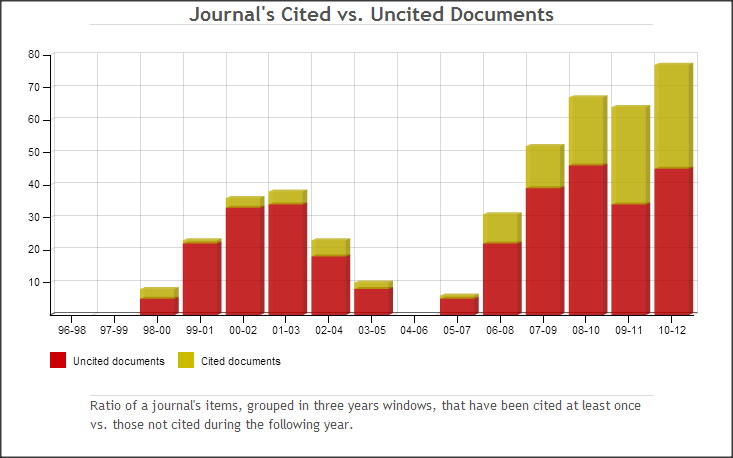 Journal's Cited vs. Uncited Documents
80
70
60
50
40
30
20
10
96-98 97-99 98-00 99-01 00-02 01-03 02-04 03-05 04-06 05-07 06-08 07-09 08-10 09-11 10-12
Uncited documents Cited documents
Ratio of a journal's items, grouped in three years windows, that have been cited at least once
vs. those not cited during the following year.